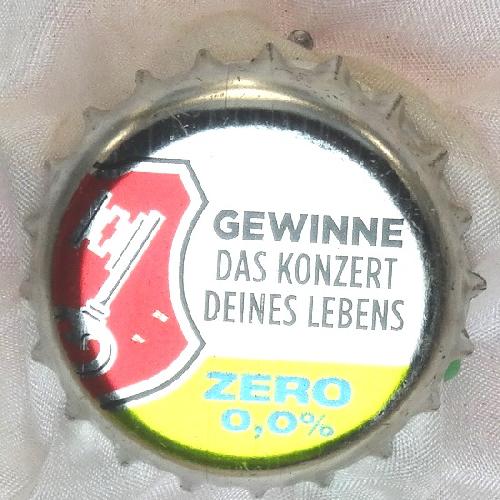 GEWINNE
DAS KONZERT
DEINES LEBENS
ZERO
0,0%